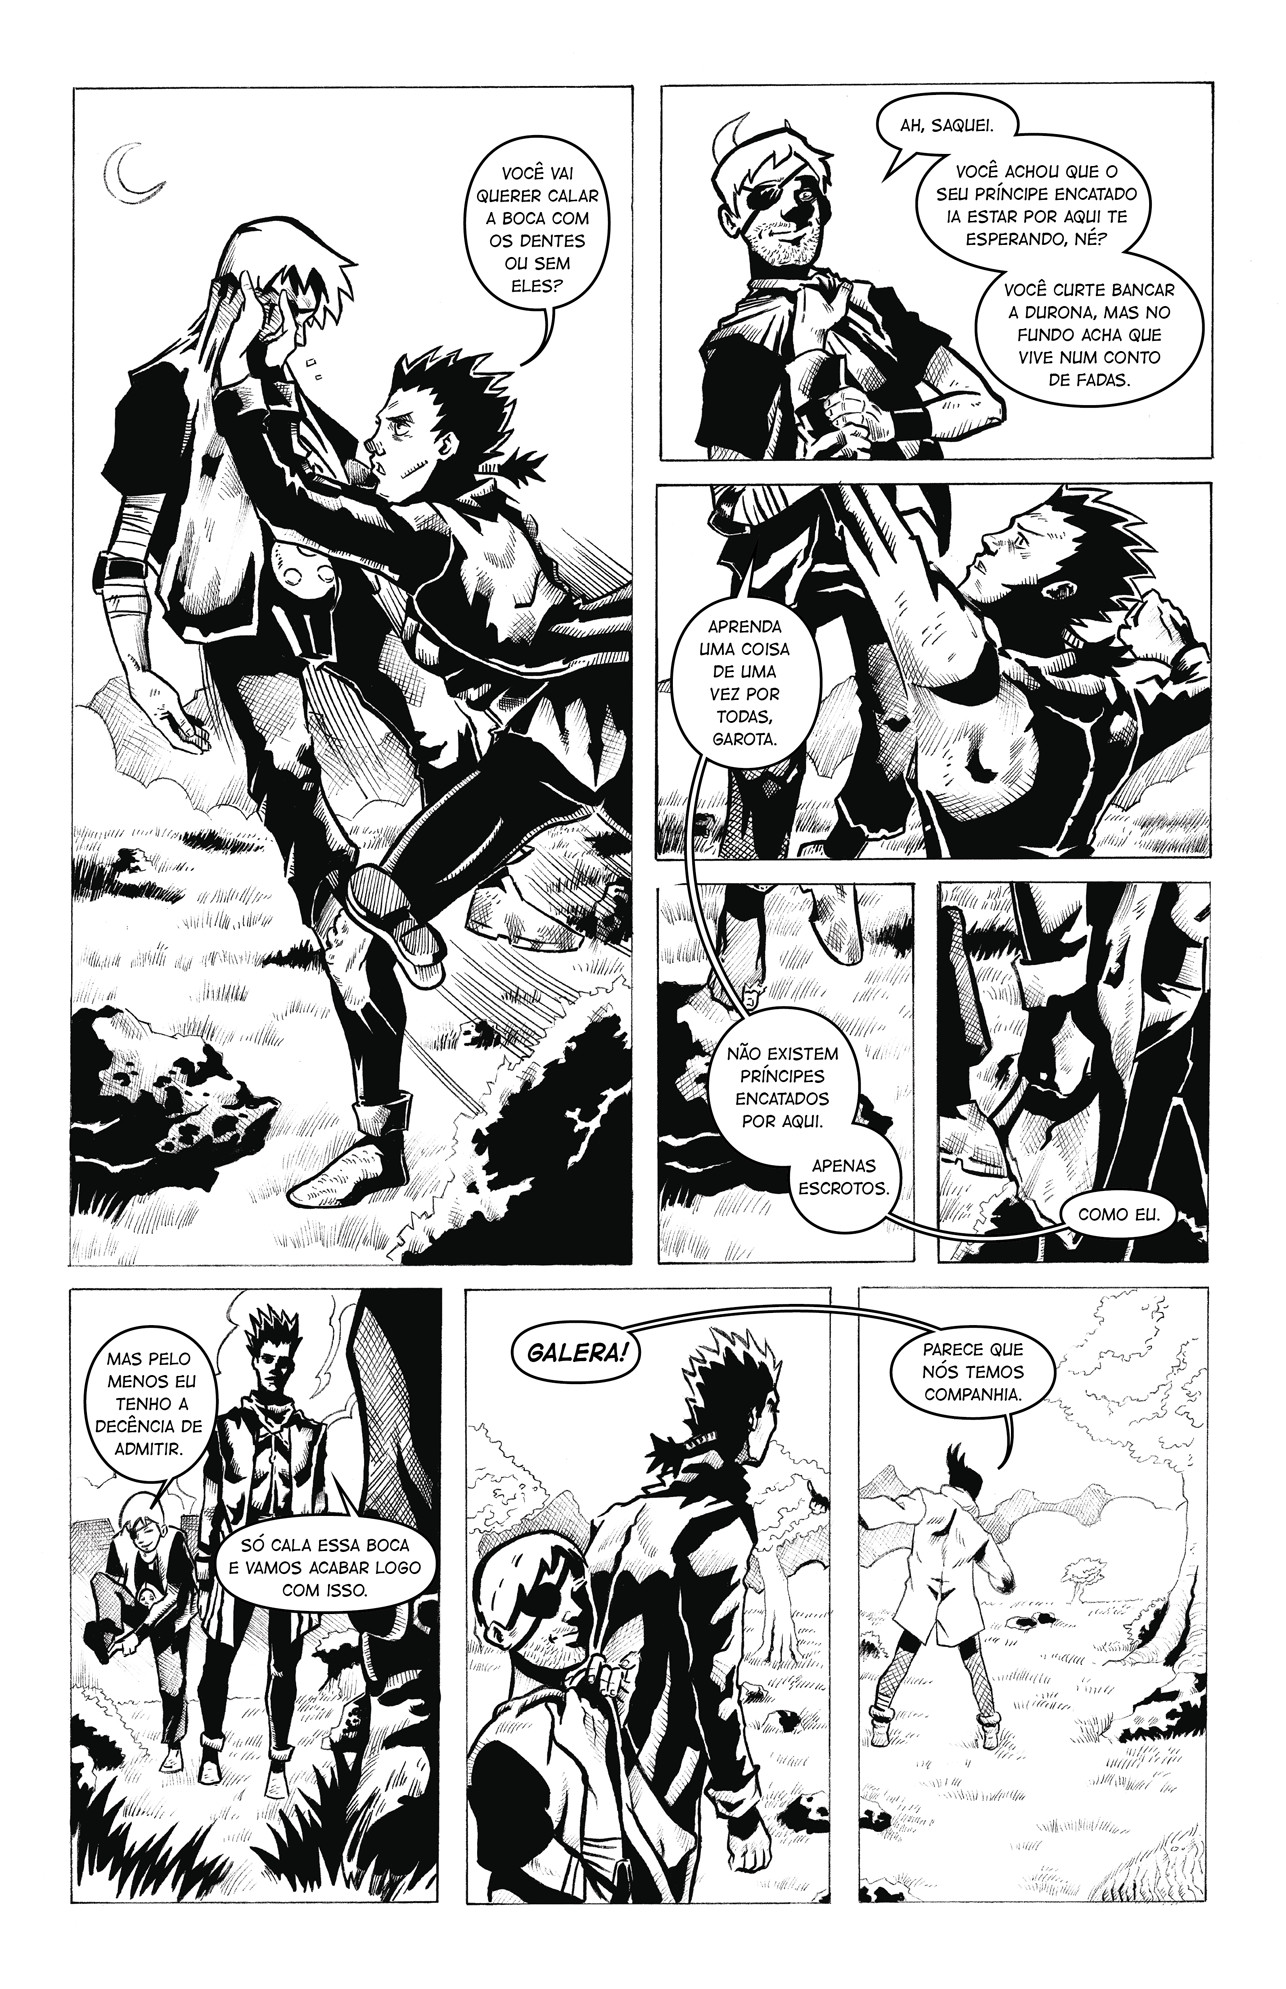 VOCÊ VAI
QUERER CALAR
A BOCA COM
OS DENTES
OU SEM
ELES?
AH, SAQUEI.
VOCÊ ACHOU QUE O
SEU PRÍNCIPE ENCATADO
IA ESTAR POR AQUI TE
ESPERANDO, NÉ?
VOCÊ CURTE BANCAR
A DURONA, MAS NO
FUNDO ACHA QUE
VIVE NUM CONTO
DE FADAS.
APRENDA
UMA COISA
DE UMA
VEZ POR
TODAS,
GAROTA.
NÃO EXISTEM
PRÍNCIPES
ENCATADOS
POR AQUI.
APENAS
ESCROTOS.
COMO EU.
MAS PELO
MENOS EU
TENHO A
DECÊNCIA DE
ADMITIR.
SÓ CALA ESSA BOCA
E VAMOS ACABAR LOGO
COM ISSO.
GALERA!
PARECE QUE
NÓS TEMOS
COMPANHIA.